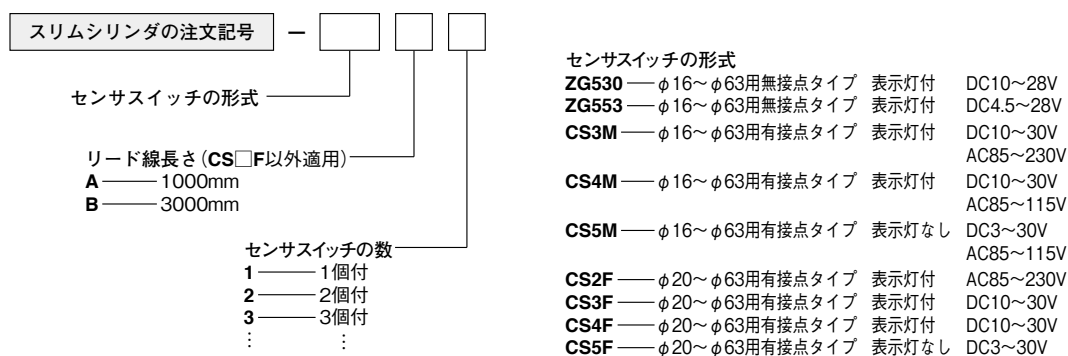 スリムシリンダの注文記号 −
センサスイッチの形式
リード線長さ(CS□F以外適用)
A 1000mm
B 3000mm
センサスイッチの数
1 1個付
2 2個付
3 3個付
⋮ ⋮
センサスイッチの形式
ZG530 φ16〜φ63用無接点タイプ 表示灯付 DC10〜28V
ZG553 φ16〜φ63用無接点タイプ 表示灯付 DC4.5〜28V
CS3M φ16〜φ63用有接点タイプ 表示灯付 DC10〜30V
AC85〜230V
CS4M φ16〜φ63用有接点タイプ 表示灯付 DC10〜30V
AC85〜115V
CS5M φ16〜φ63用有接点タイプ 表示灯なし DC3〜30V
AC85〜115V
CS2F φ20〜φ63用有接点タイプ 表示灯付 AC85〜230V
CS3F φ20〜φ63用有接点タイプ 表示灯付 DC10〜30V
CS4F φ20〜φ63用有接点タイプ 表示灯付 DC10〜30V
CS5F φ20〜φ63用有接点タイプ 表示灯なし DC3〜30V